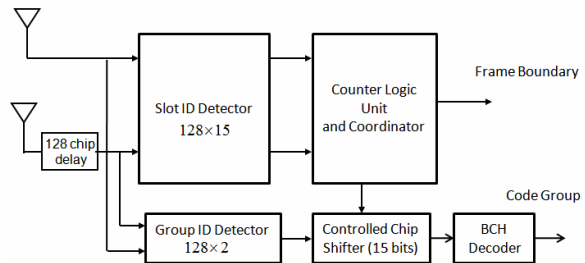 Slot ID Detector
128×15
Counter Logic
Unit
and Coordinator
Frame Boundary
128 chip
delay
Code Group
Group ID Detector
128×2
Controlled Chip
Shifter (15 bits)
BCH
Decoder